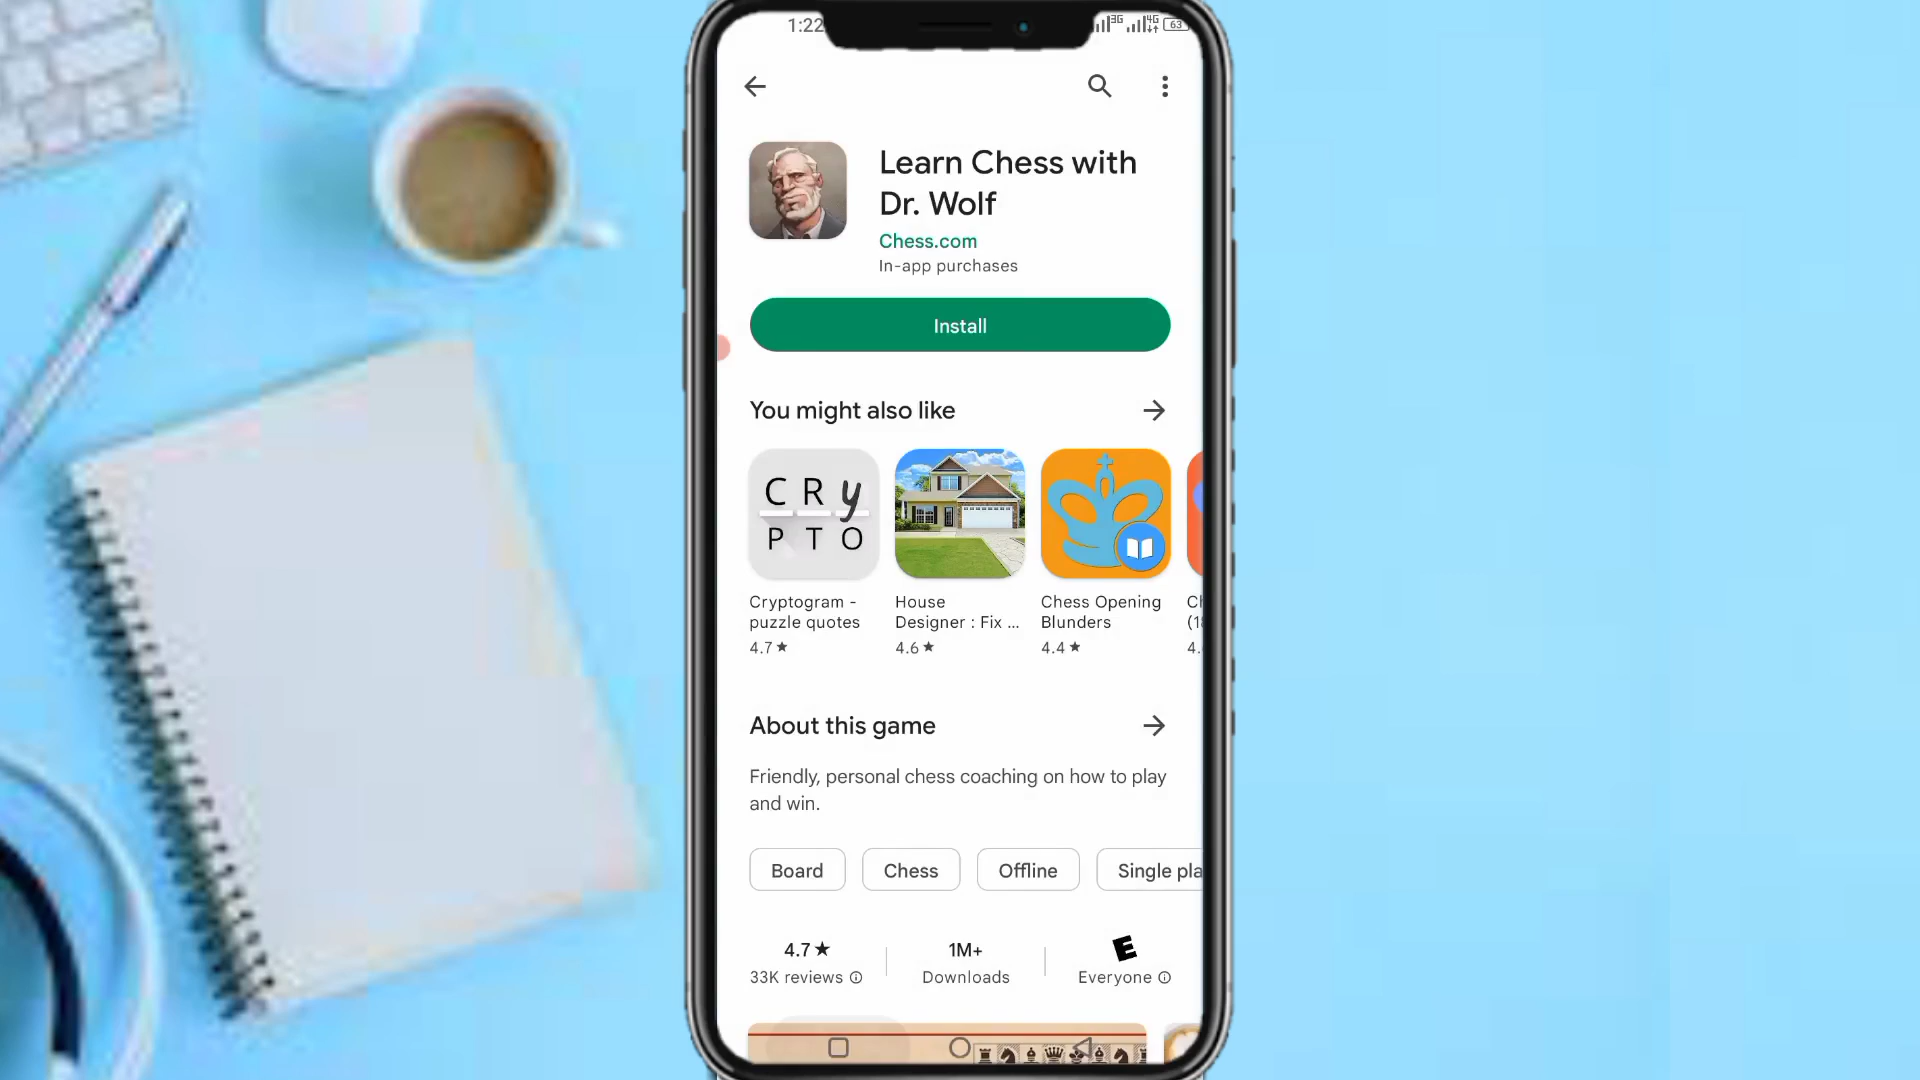 1:22
3G
4G
63
Learn Chess with
Dr. Wolf
Chess.com
In-app purchases
Install
You might also like
C R y
P T O
Cryptogram -
puzzle quotes
4.7 ★
House
Designer : Fix ...
4.6 ★
Chess Opening
Blunders
4.4 ★
About this game
Friendly, personal chess coaching on how to play
and win.
Board
Chess
Offline
Single pla
4.7 ★
33K reviews
1M+
Downloads
E
Everyone